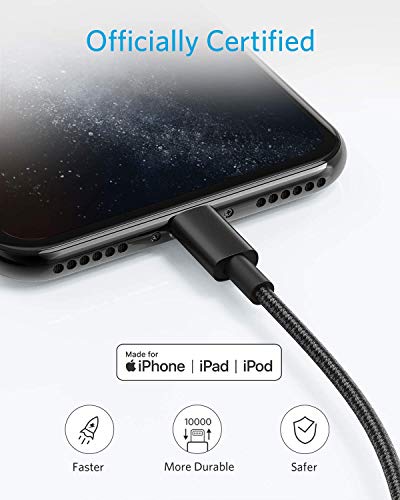 Officially Certified
Made for
iPhone | iPad | iPod
10000
Faster
More Durable
Safer